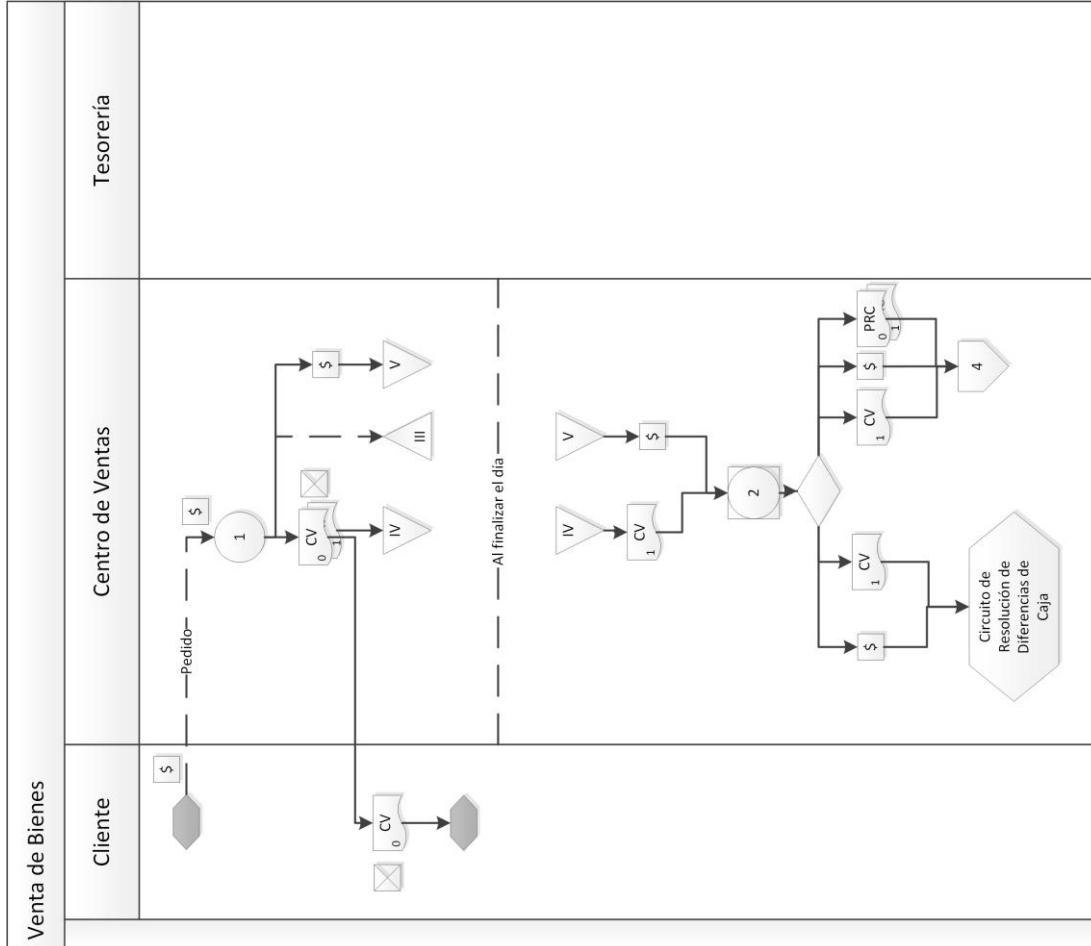 Venta de Bienes
Cliente
Centro de Ventas
Tesorería
$
Pedido
$
1
CV
0
1
$
IV
III
V
CV
0
Al finalizar el día
IV
V
CV
1
$
2
$
CV
1
CV
1
$
PRC
0
1
Circuito de
Resolución de
Diferencias de
Caja
4